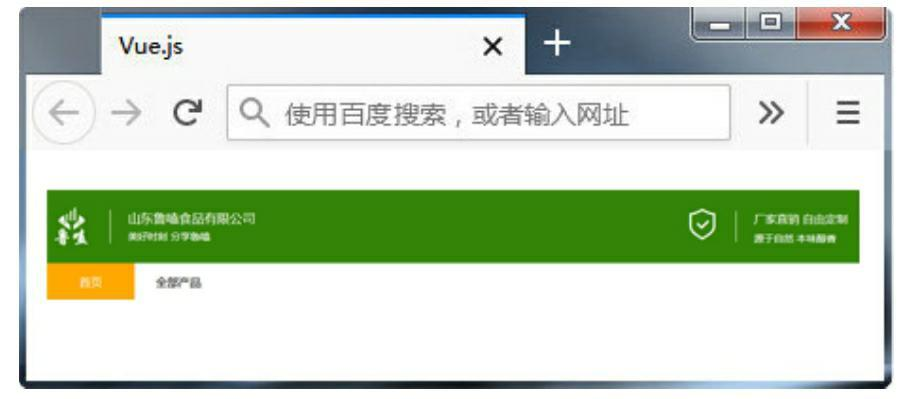 Vue.js
使用百度搜索，或者输入网址
山东鲁嗑食品有限公司
美好时刻 分享鲁嗑
厂家直销 自由定制
源于自然 本味醇香
首页
全部产品